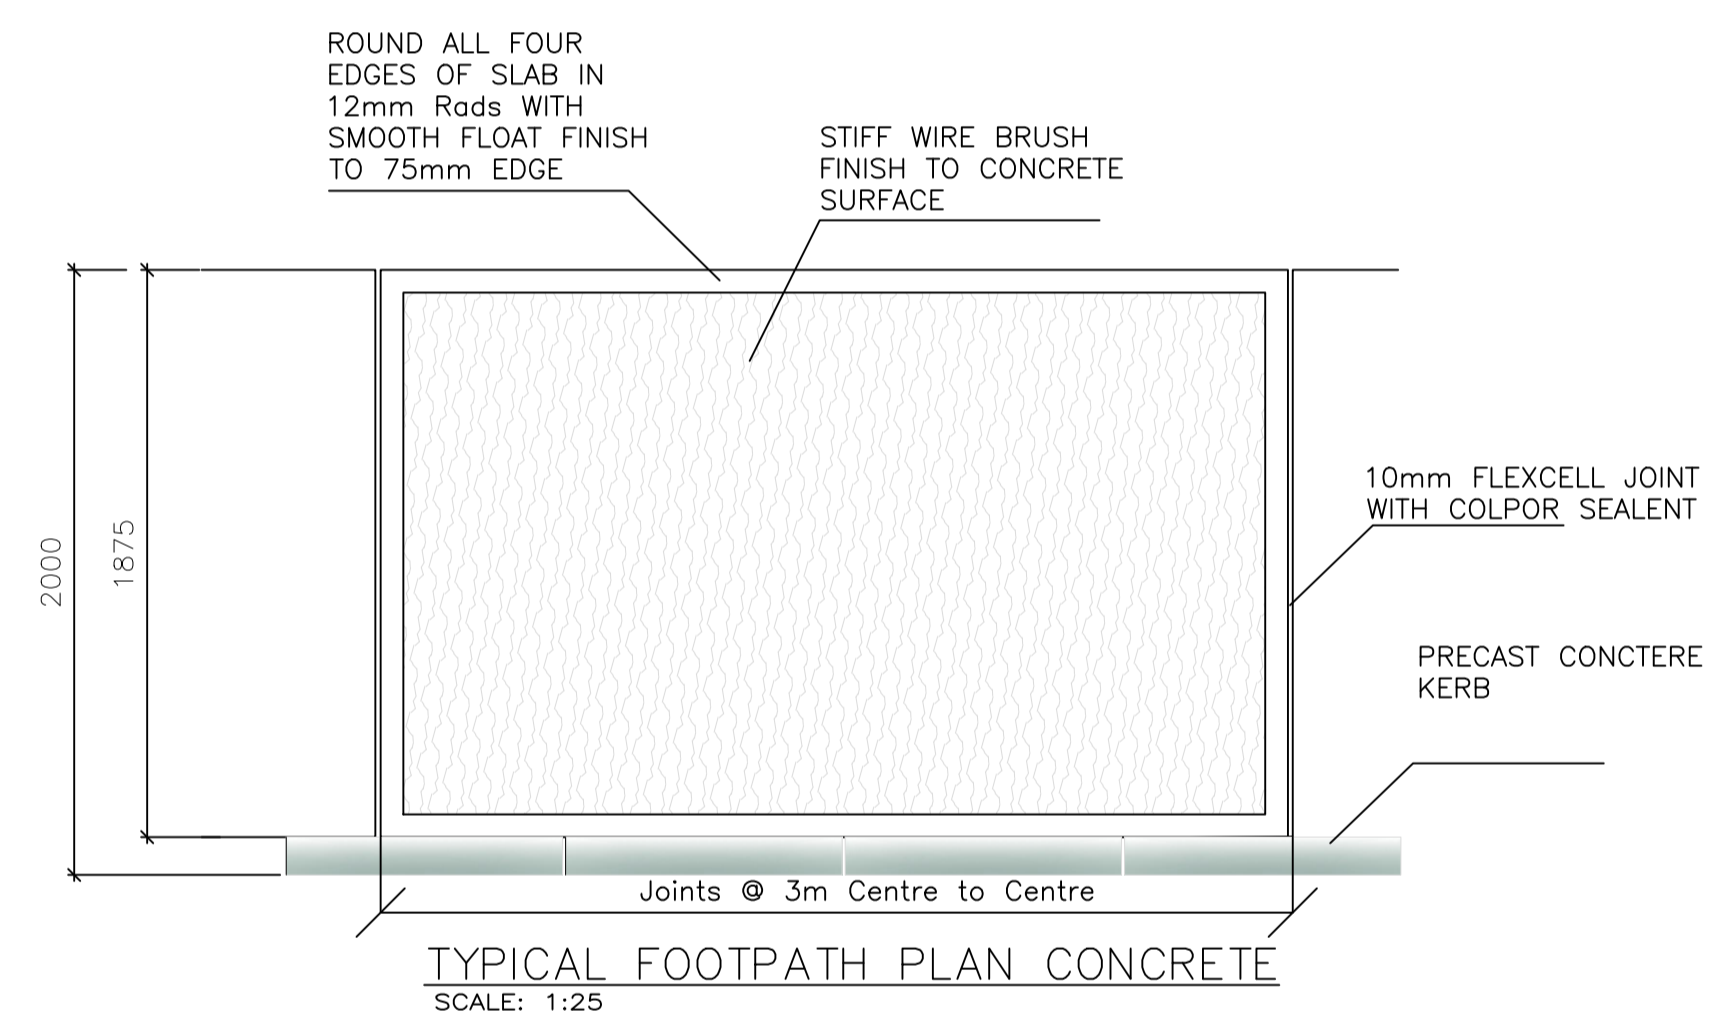 ROUND ALL FOUR
EDGES OF SLAB IN
12mm Rads WITH
SMOOTH FLOAT FINISH
TO 75mm EDGE
STIFF WIRE BRUSH
FINISH TO CONCRETE
SURFACE
2000
1875
10mm FLEXCELL JOINT
WITH COLPOR SEALENT
PRECAST CONCTERE
KERB
Joints @ 3m Centre to Centre
TYPICAL FOOTPATH PLAN CONCRETE
SCALE: 1:25